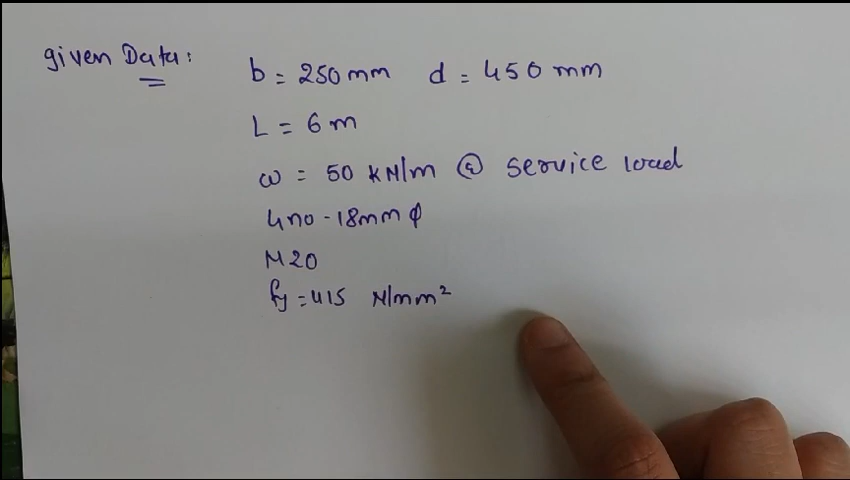 given Data:
b = 250 mm d = 450 mm
L = 6 m
ω = 50 KN/m @ service load
4no - 18mm ϕ
M20
fy = 415 N/mm²